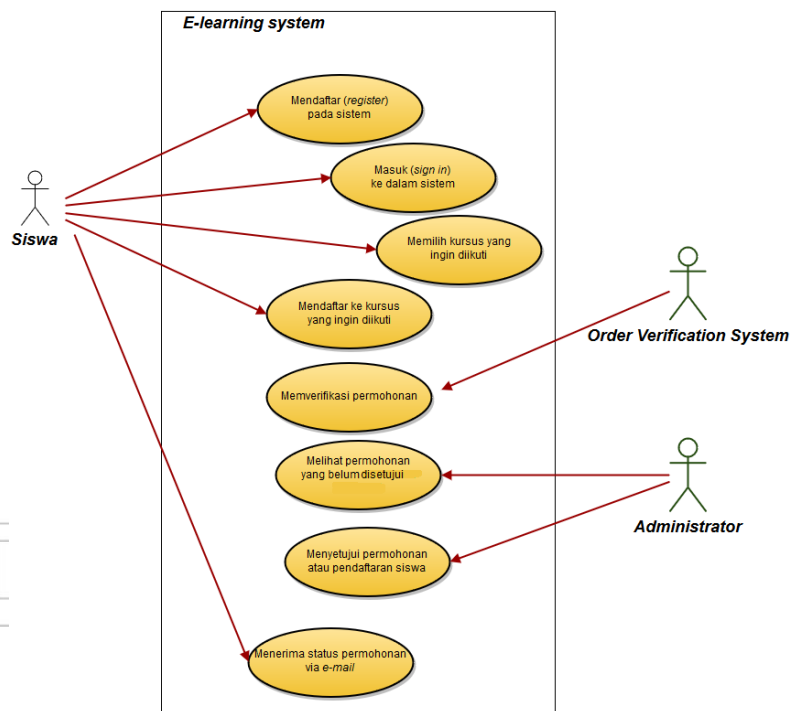 E-learning system
Mendaftar (register)
pada sistem
Masuk (sign in)
ke dalam sistem
Siswa
Memilih kursus yang
ingin diikuti
Mendaftar ke kursus
yang ingin diikuti
Order Verification System
Memverifikasi permohonan
Melihat permohonan
yang belum disetujui
Administrator
Menyetujui permohonan
atau pendaftaran siswa
Menerima status permohonan
via e-mail